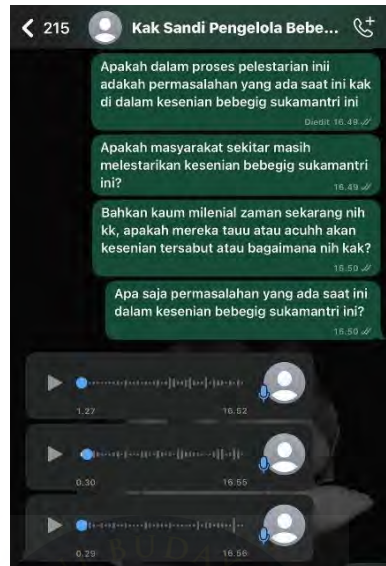 215
Kak Sandi Pengelola Bebe...
Apakah dalam proses pelestarian inii
adakah permasalahan yang ada saat ini kak
di dalam kesenian bebegig sukamantri ini
Diedit 16.49
Apakah masyarakat sekitar masih
melestarikan kesenian bebegig sukamantri
ini?
16.49
Bahkan kaum milenial zaman sekarang nih
kk, apakah mereka tauu atau acuhh akan
kesenian tersabut atau bagaimana nih kak?
16.50
Apa saja permasalahan yang ada saat ini
dalam kesenian bebegig sukamantri ini?
16.50
1.27 16.52
0.30 16.55
0.29 16.56
BUDA